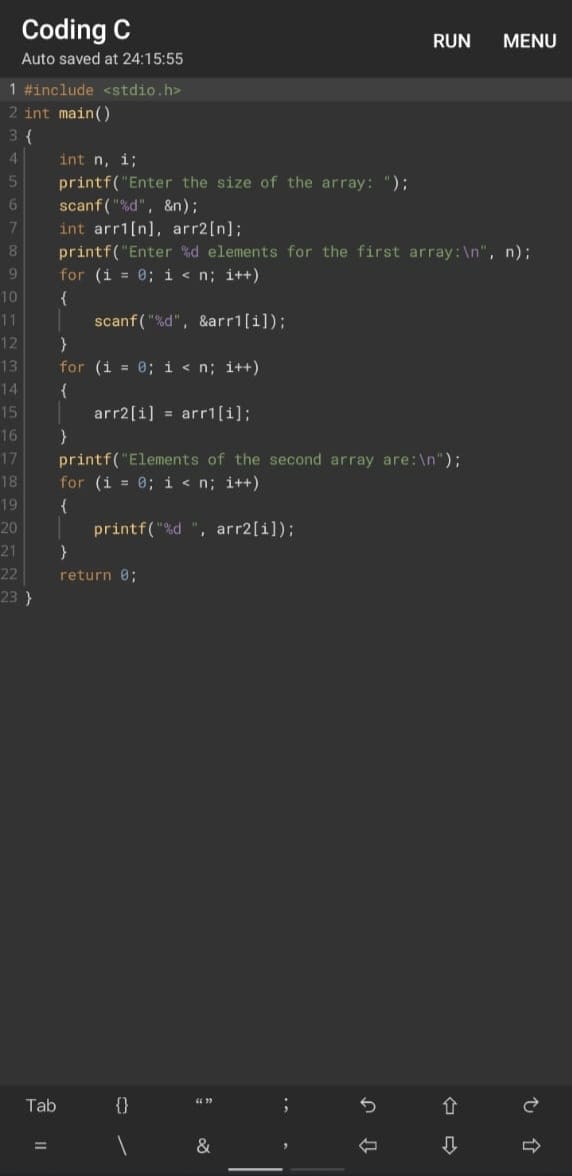 Coding C
RUN MENU
Auto saved at 24:15:55
1 #include <stdio.h>
2 int main()
3 {
4 int n, i;
5 printf("Enter the size of the array: ");
6 scanf("%d", &n);
7 int arr1[n], arr2[n];
8 printf("Enter %d elements for the first array:\n", n);
9 for (i = 0; i < n; i++)
10 {
11 scanf("%d", &arr1[i]);
12 }
13 for (i = 0; i < n; i++)
14 {
15 arr2[i] = arr1[i];
16 }
17 printf("Elements of the second array are:\n");
18 for (i = 0; i < n; i++)
19 {
20 printf("%d ", arr2[i]);
21 }
22 return 0;
23 }
Tab {} “” ;
= \ & ,